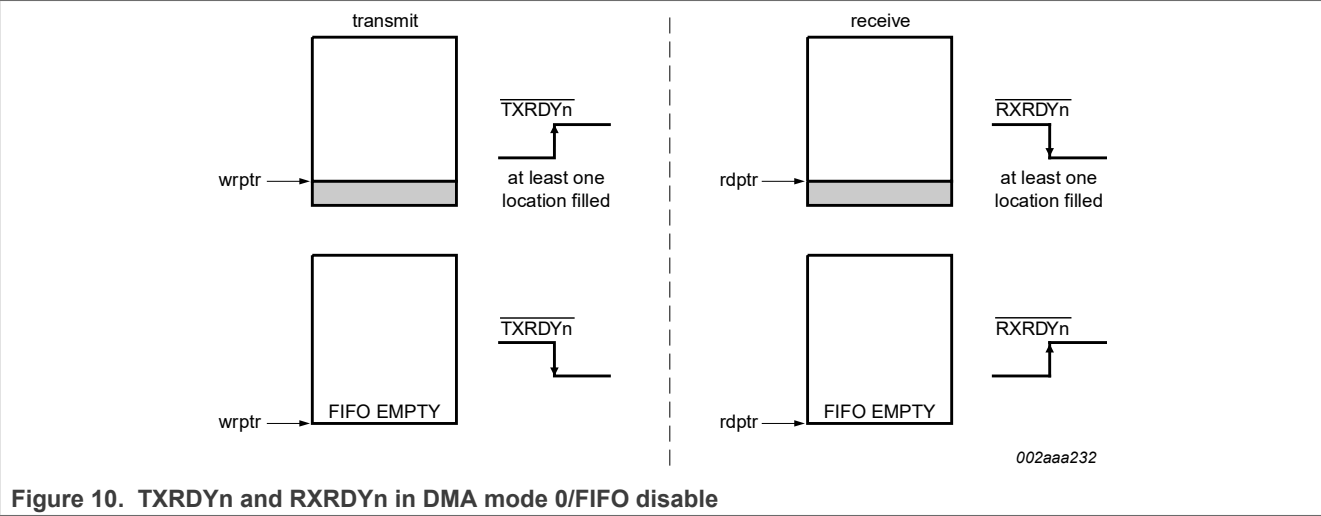 transmit
TXRDYn
wrptr
at least one
location filled
TXRDYn
wrptr
FIFO EMPTY
receive
RXRDYn
rdptr
at least one
location filled
RXRDYn
rdptr
FIFO EMPTY
002aaa232
Figure 10. TXRDYn and RXRDYn in DMA mode 0/FIFO disable